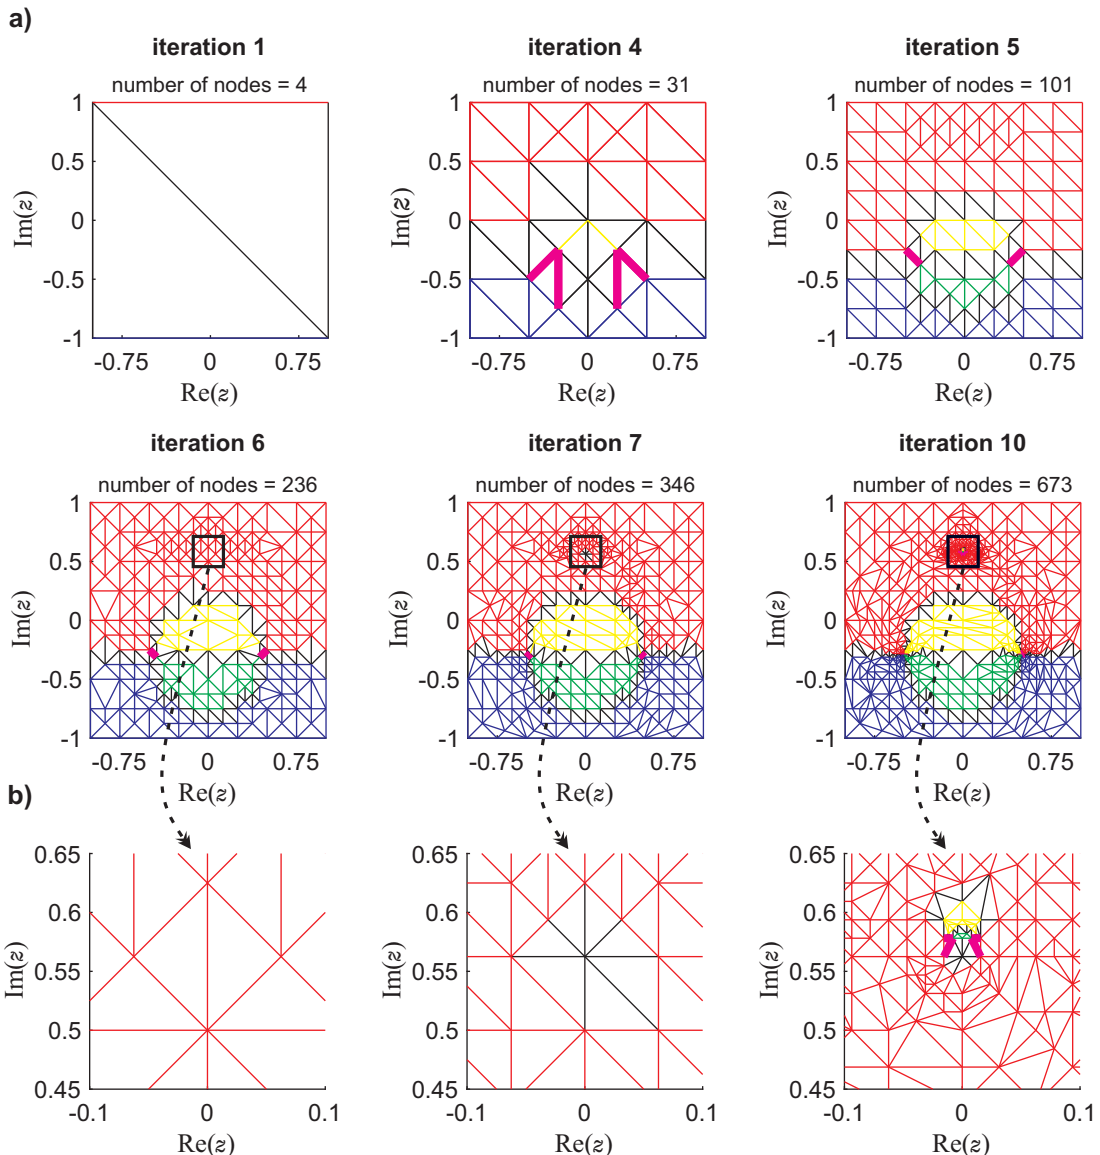 a)
iteration 1 iteration 4 iteration 5
number of nodes = 4 number of nodes = 31 number of nodes = 101
1 1 1
0.5 0.5 0.5
Im(z) 0 Im(z) 0 Im(z) 0
-0.5 -0.5 -0.5
-1 -1 -1
-0.75 0 0.75 -0.75 0 0.75 -0.75 0 0.75
Re(z) Re(z) Re(z)
iteration 6 iteration 7 iteration 10
number of nodes = 236 number of nodes = 346 number of nodes = 673
1 1 1
0.5 0.5 0.5
Im(z) 0 Im(z) 0 Im(z) 0
-0.5 -0.5 -0.5
-1 -1 -1
-0.75 0 0.75 -0.75 0 0.75 -0.75 0 0.75
Re(z) Re(z) Re(z)
b)
0.65 0.65 0.65
0.6 0.6 0.6
Im(z) 0.55 Im(z) 0.55 Im(z) 0.55
0.5 0.5 0.5
0.45 0.45 0.45
-0.1 0 0.1 -0.1 0 0.1 -0.1 0 0.1
Re(z) Re(z) Re(z)